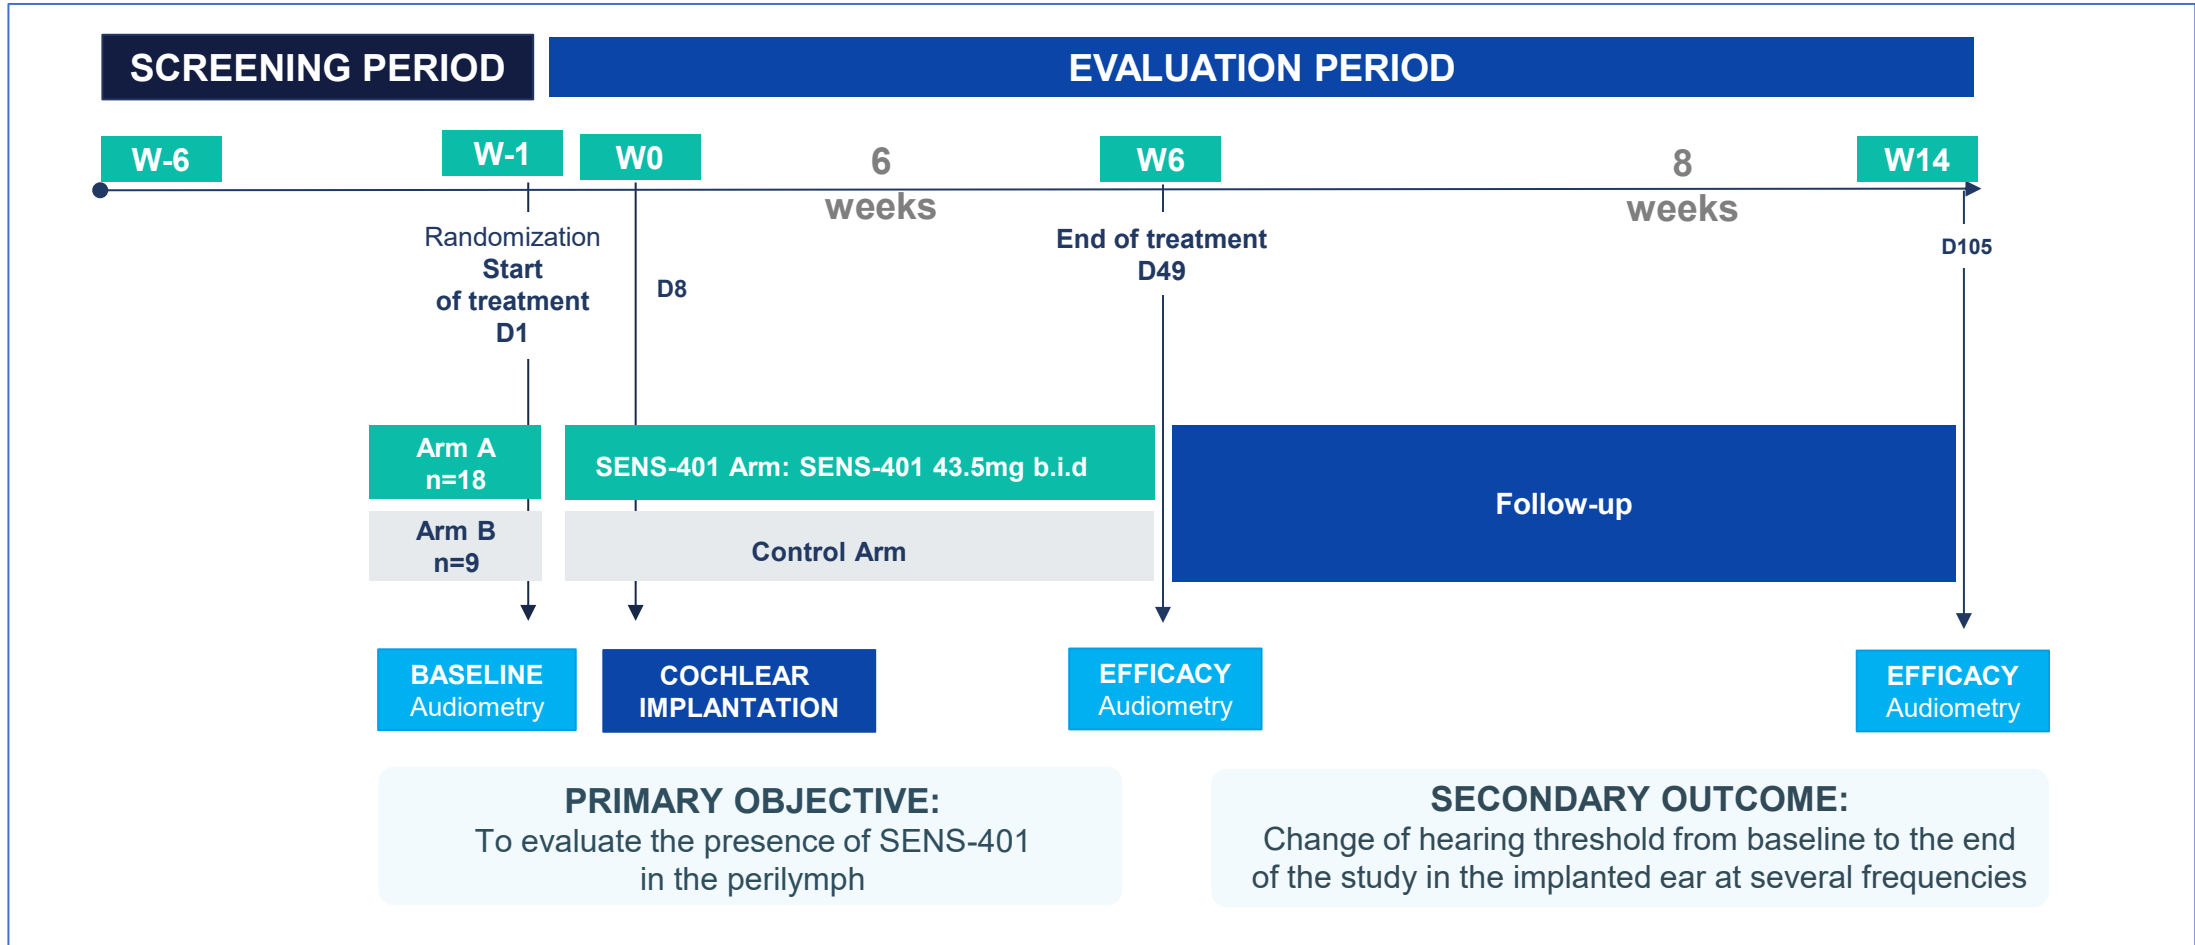 SCREENING PERIOD
EVALUATION PERIOD
W-6
W-1
W0
6
weeks
W6
8
weeks
W14
Randomization
Start
of treatment
D1
D8
End of treatment
D49
D105
Arm A
n=18
SENS-401 Arm: SENS-401 43.5mg b.i.d
Arm B
n=9
Control Arm
Follow-up
BASELINE
Audiometry
COCHLEAR
IMPLANTATION
EFFICACY
Audiometry
EFFICACY
Audiometry
PRIMARY OBJECTIVE:
To evaluate the presence of SENS-401
in the perilymph
SECONDARY OUTCOME:
Change of hearing threshold from baseline to the end
of the study in the implanted ear at several frequencies